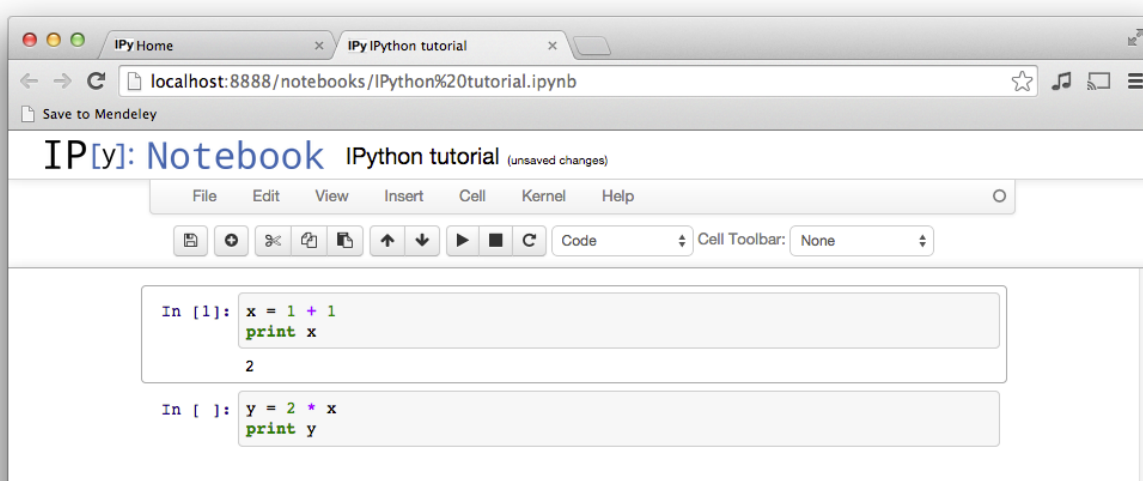 IPy Home IPy IPython tutorial
localhost:8888/notebooks/IPython%20tutorial.ipynb
Save to Mendeley
IP[y]: Notebook IPython tutorial (unsaved changes)
File Edit View Insert Cell Kernel Help
Code Cell Toolbar: None
In [1]: x = 1 + 1
print x
2
In [ ]: y = 2 * x
print y